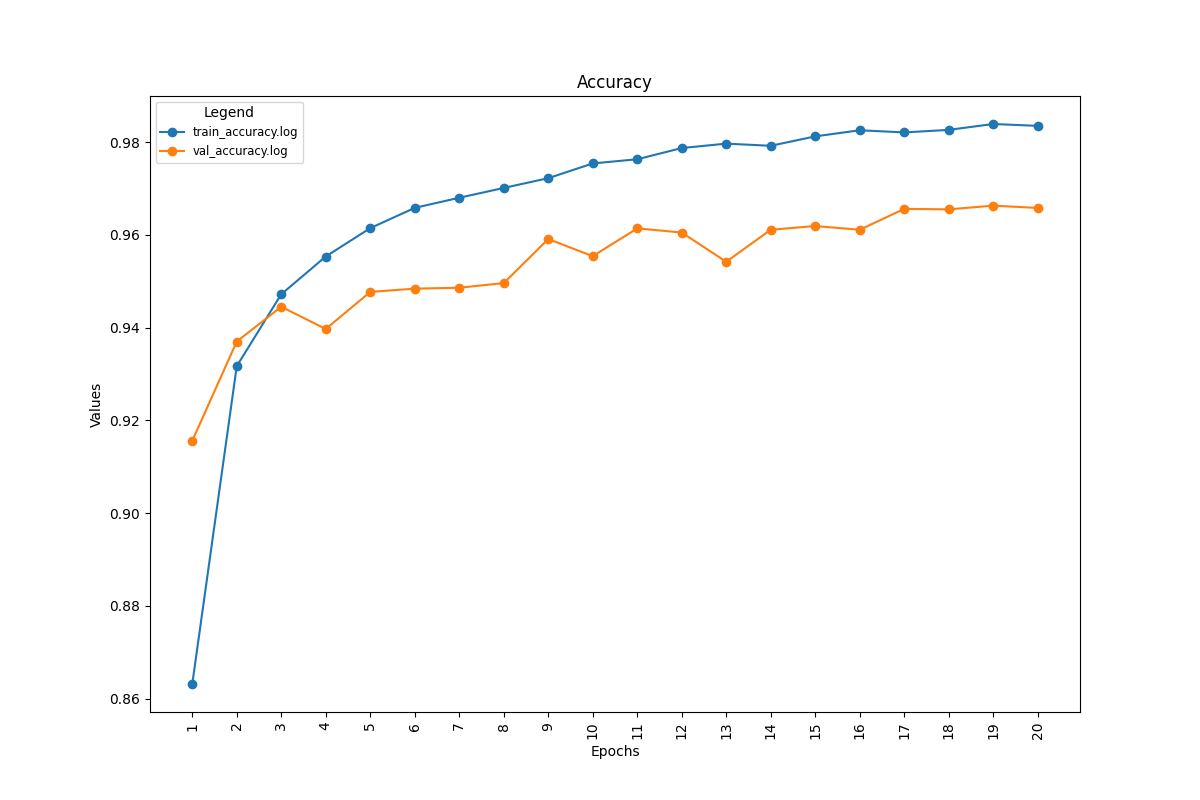 Accuracy
Legend
train_accuracy.log
val_accuracy.log
Values
0.98
0.96
0.94
0.92
0.90
0.88
0.86
1 2 3 4 5 6 7 8 9 10 11 12 13 14 15 16 17 18 19 20
Epochs